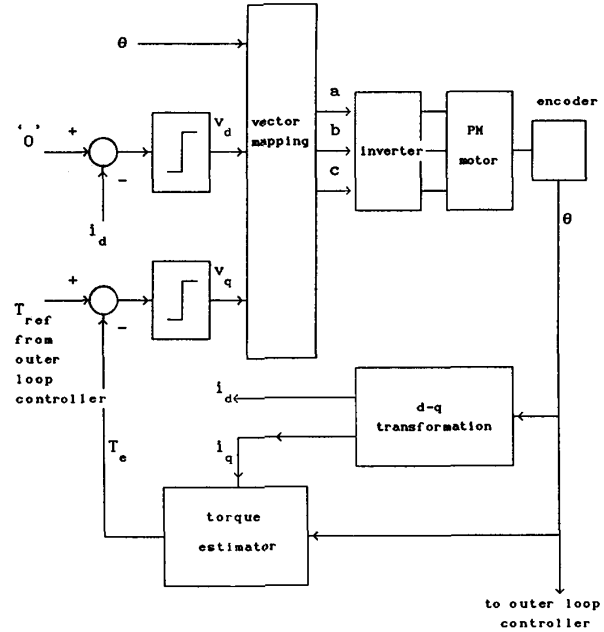 θ
'0'
+
-
i_d
v_d
vector
mapping
a
b
c
inverter
PM
motor
encoder
θ
+
-
v_q
T_ref
from
outer
loop
controller
T_e
i_d
i_q
d-q
transformation
torque
estimator
to outer loop
controller